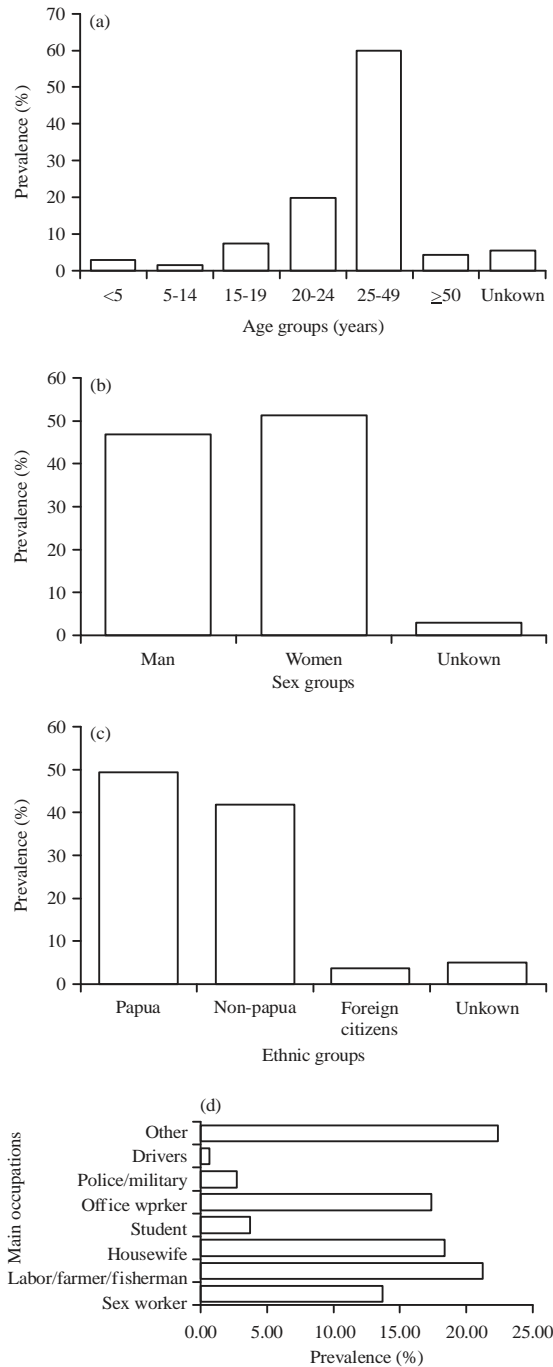 (a)
70
60
50
40
30
20
10
0
Prevalence (%)
<5 5-14 15-19 20-24 25-49 ≥50 Unkown
Age groups (years)
(b)
60
50
40
30
20
10
0
Prevalence (%)
Man Women Unkown
Sex groups
(c)
60
50
40
30
20
10
0
Prevalence (%)
Papua Non-papua Foreign citizens Unkown
Ethnic groups
(d)
Main occupations
Other
Drivers
Police/military
Office wprker
Student
Housewife
Labor/farmer/fisherman
Sex worker
0.00 5.00 10.00 15.00 20.00 25.00
Prevalence (%)